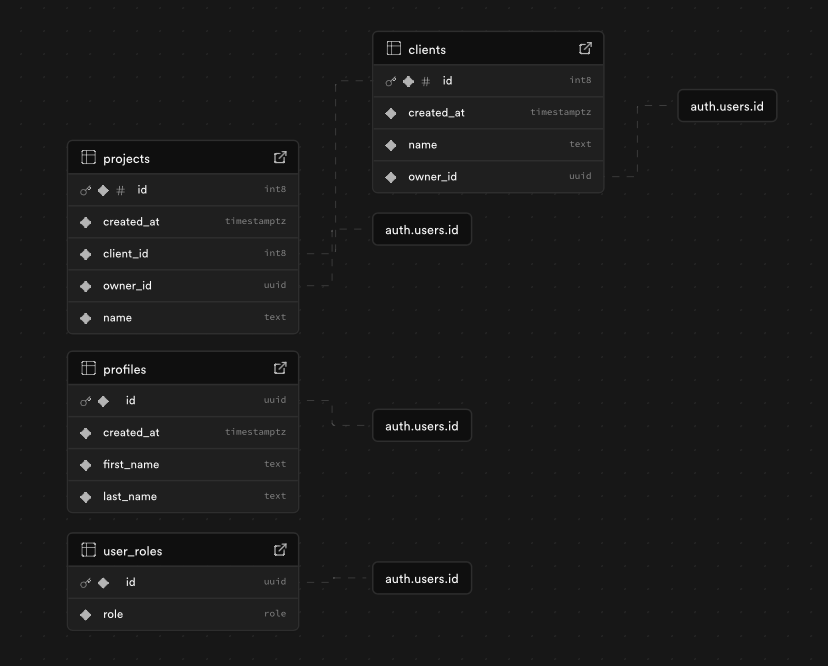 clients
# id int8
created_at timestamptz
name text
owner_id uuid
auth.users.id
projects
# id int8
created_at timestamptz
client_id int8
owner_id uuid
name text
auth.users.id
profiles
id uuid
created_at timestamptz
first_name text
last_name text
auth.users.id
user_roles
id uuid
role role
auth.users.id